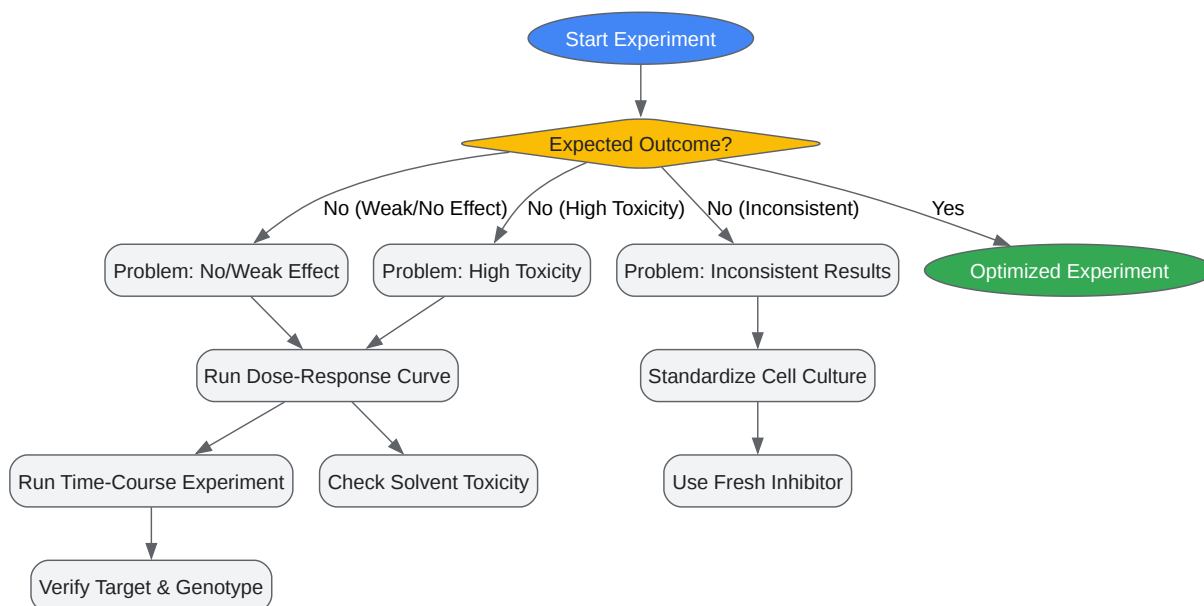 Start Experiment
Expected Outcome?
No (Weak/No Effect)
No (High Toxicity)
No (Inconsistent)
Yes
Problem: No/Weak Effect
Problem: High Toxicity
Problem: Inconsistent Results
Optimized Experiment
Run Dose-Response Curve
Standardize Cell Culture
Run Time-Course Experiment
Check Solvent Toxicity
Use Fresh Inhibitor
Verify Target & Genotype